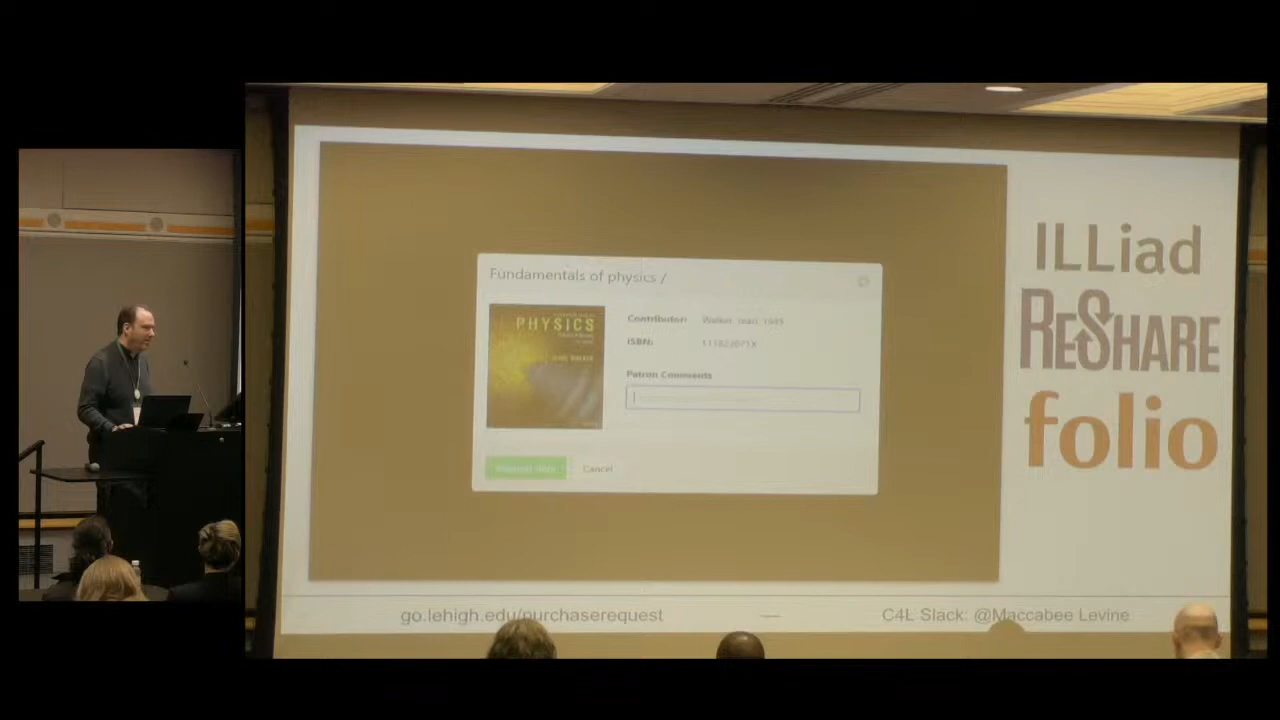 Fundamentals of physics /
PHYSICS
Contributor:
ISBN:
Patron Comments
Cancel
ILLiad
RESHARE
folio
go.lehigh.edu/purchaserequest
C4L Slack: @Maccabee Levine